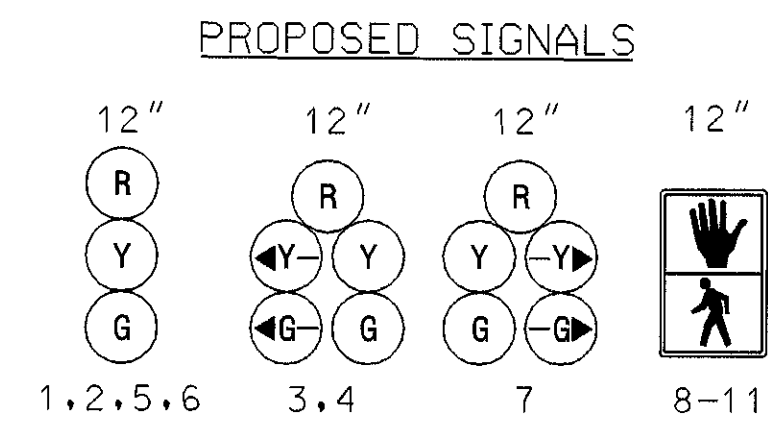 PROPOSED SIGNALS
12" 12" 12" 12"
R R R
Y Y Y Y Y
G G G G G
1,2,5,6 3,4 7 8-11